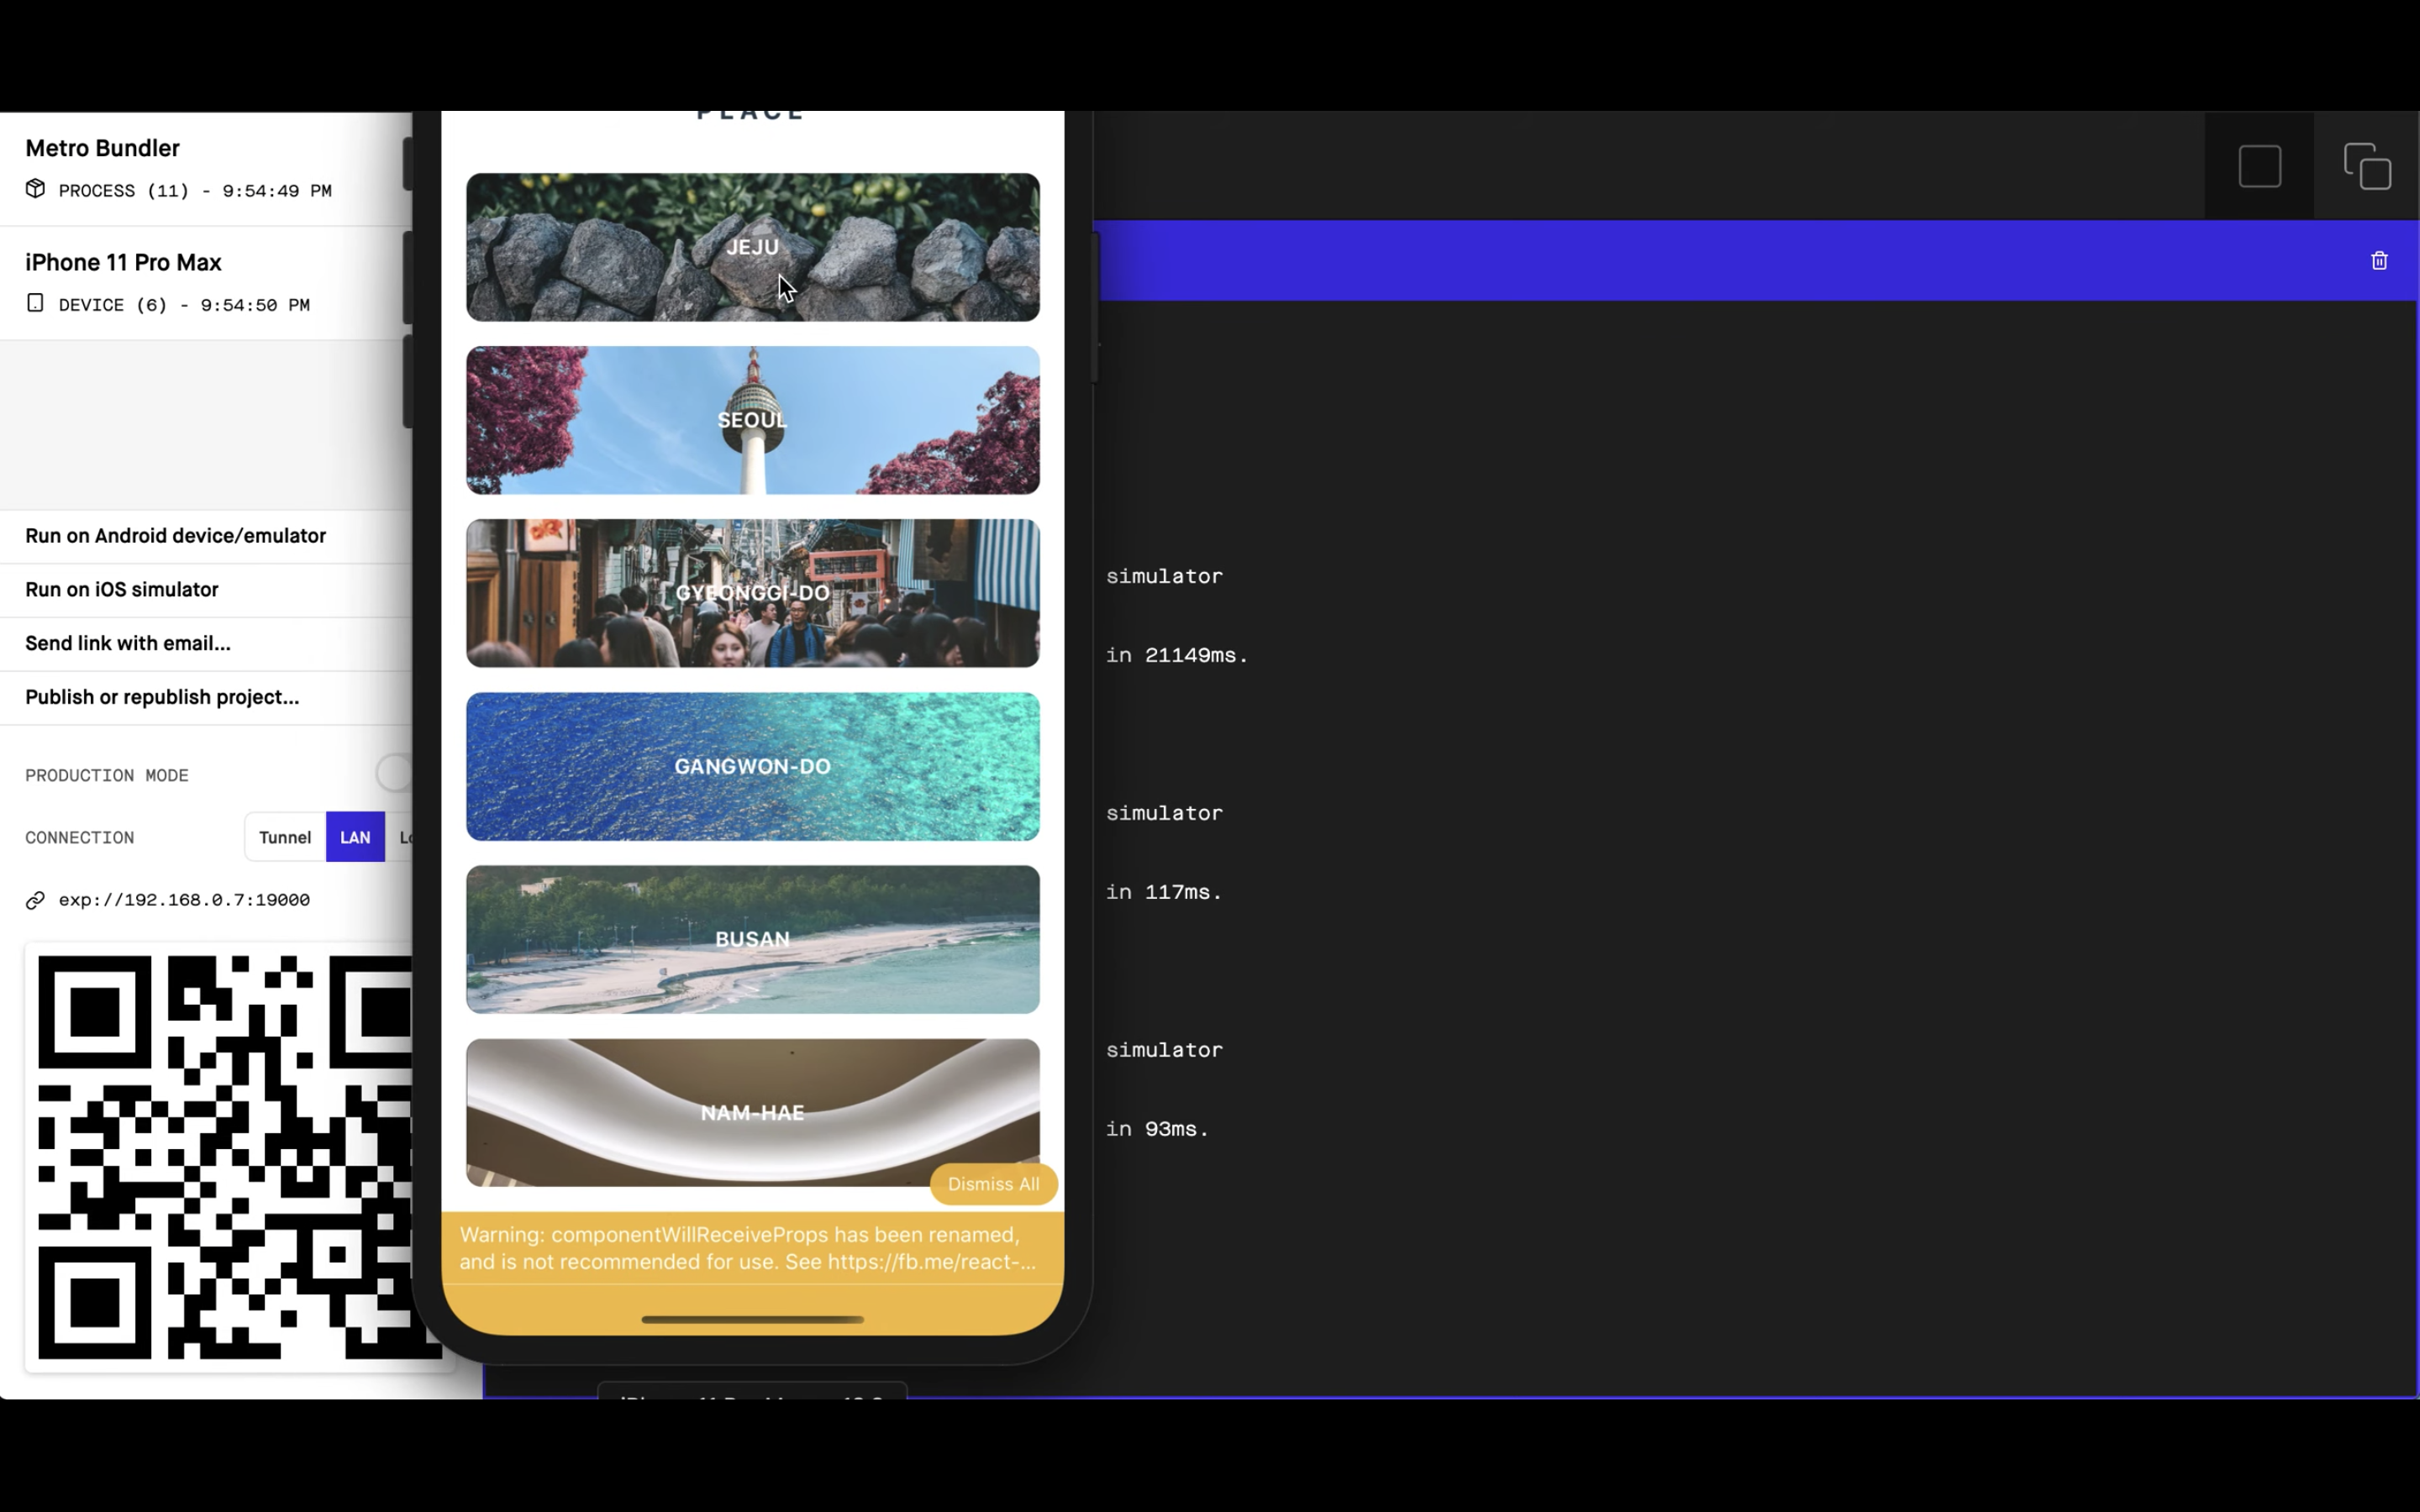 Metro Bundler
PROCESS (11) - 9:54:49 PM
iPhone 11 Pro Max
DEVICE (6) - 9:54:50 PM
Run on Android device/emulator
Run on iOS simulator
Send link with email...
Publish or republish project...
PRODUCTION MODE
CONNECTION
Tunnel
LAN
exp://192.168.0.7:19000
PLACE
JEJU
SEOUL
GYEONGGI-DO
GANGWON-DO
BUSAN
NAM-HAE
Dismiss All
Warning: componentWillReceiveProps has been renamed,
and is not recommended for use. See https://fb.me/react-...
simulator
in 21149ms.
simulator
in 117ms.
simulator
in 93ms.